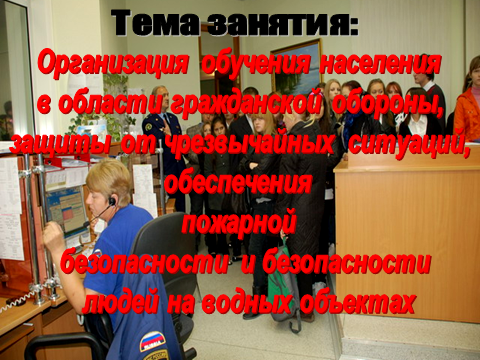 Тема занятия:
Организация обучения населения
в области гражданской обороны,
защиты от чрезвычайных ситуаций,
обеспечения
пожарной
безопасности и безопасности
людей на водных объектах